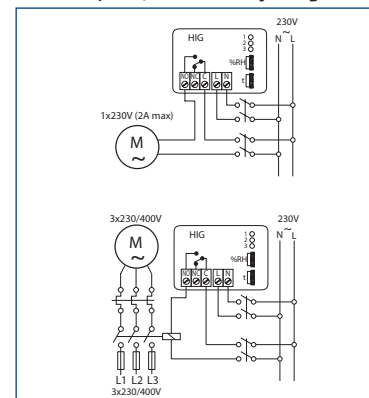 230V
~
N L
HIG
1
2
3
%RH
t
NO NC C L N
1x230V (2A max)
M
~
3x230/400V
M
~
230V
~
N L
HIG
1
2
3
%RH
t
NO NC C L N
L1 L2 L3
3x230/400V